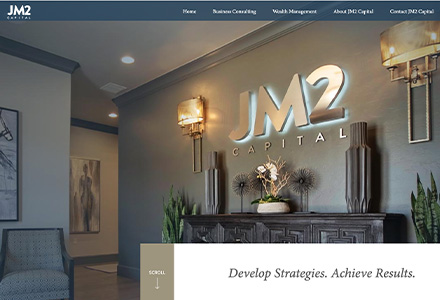 JM2
CAPITAL
Home Business Consulting Wealth Management About JM2 Capital Contact JM2 Capital
JM2
CAPITAL
SCROLL
Develop Strategies. Achieve Results.